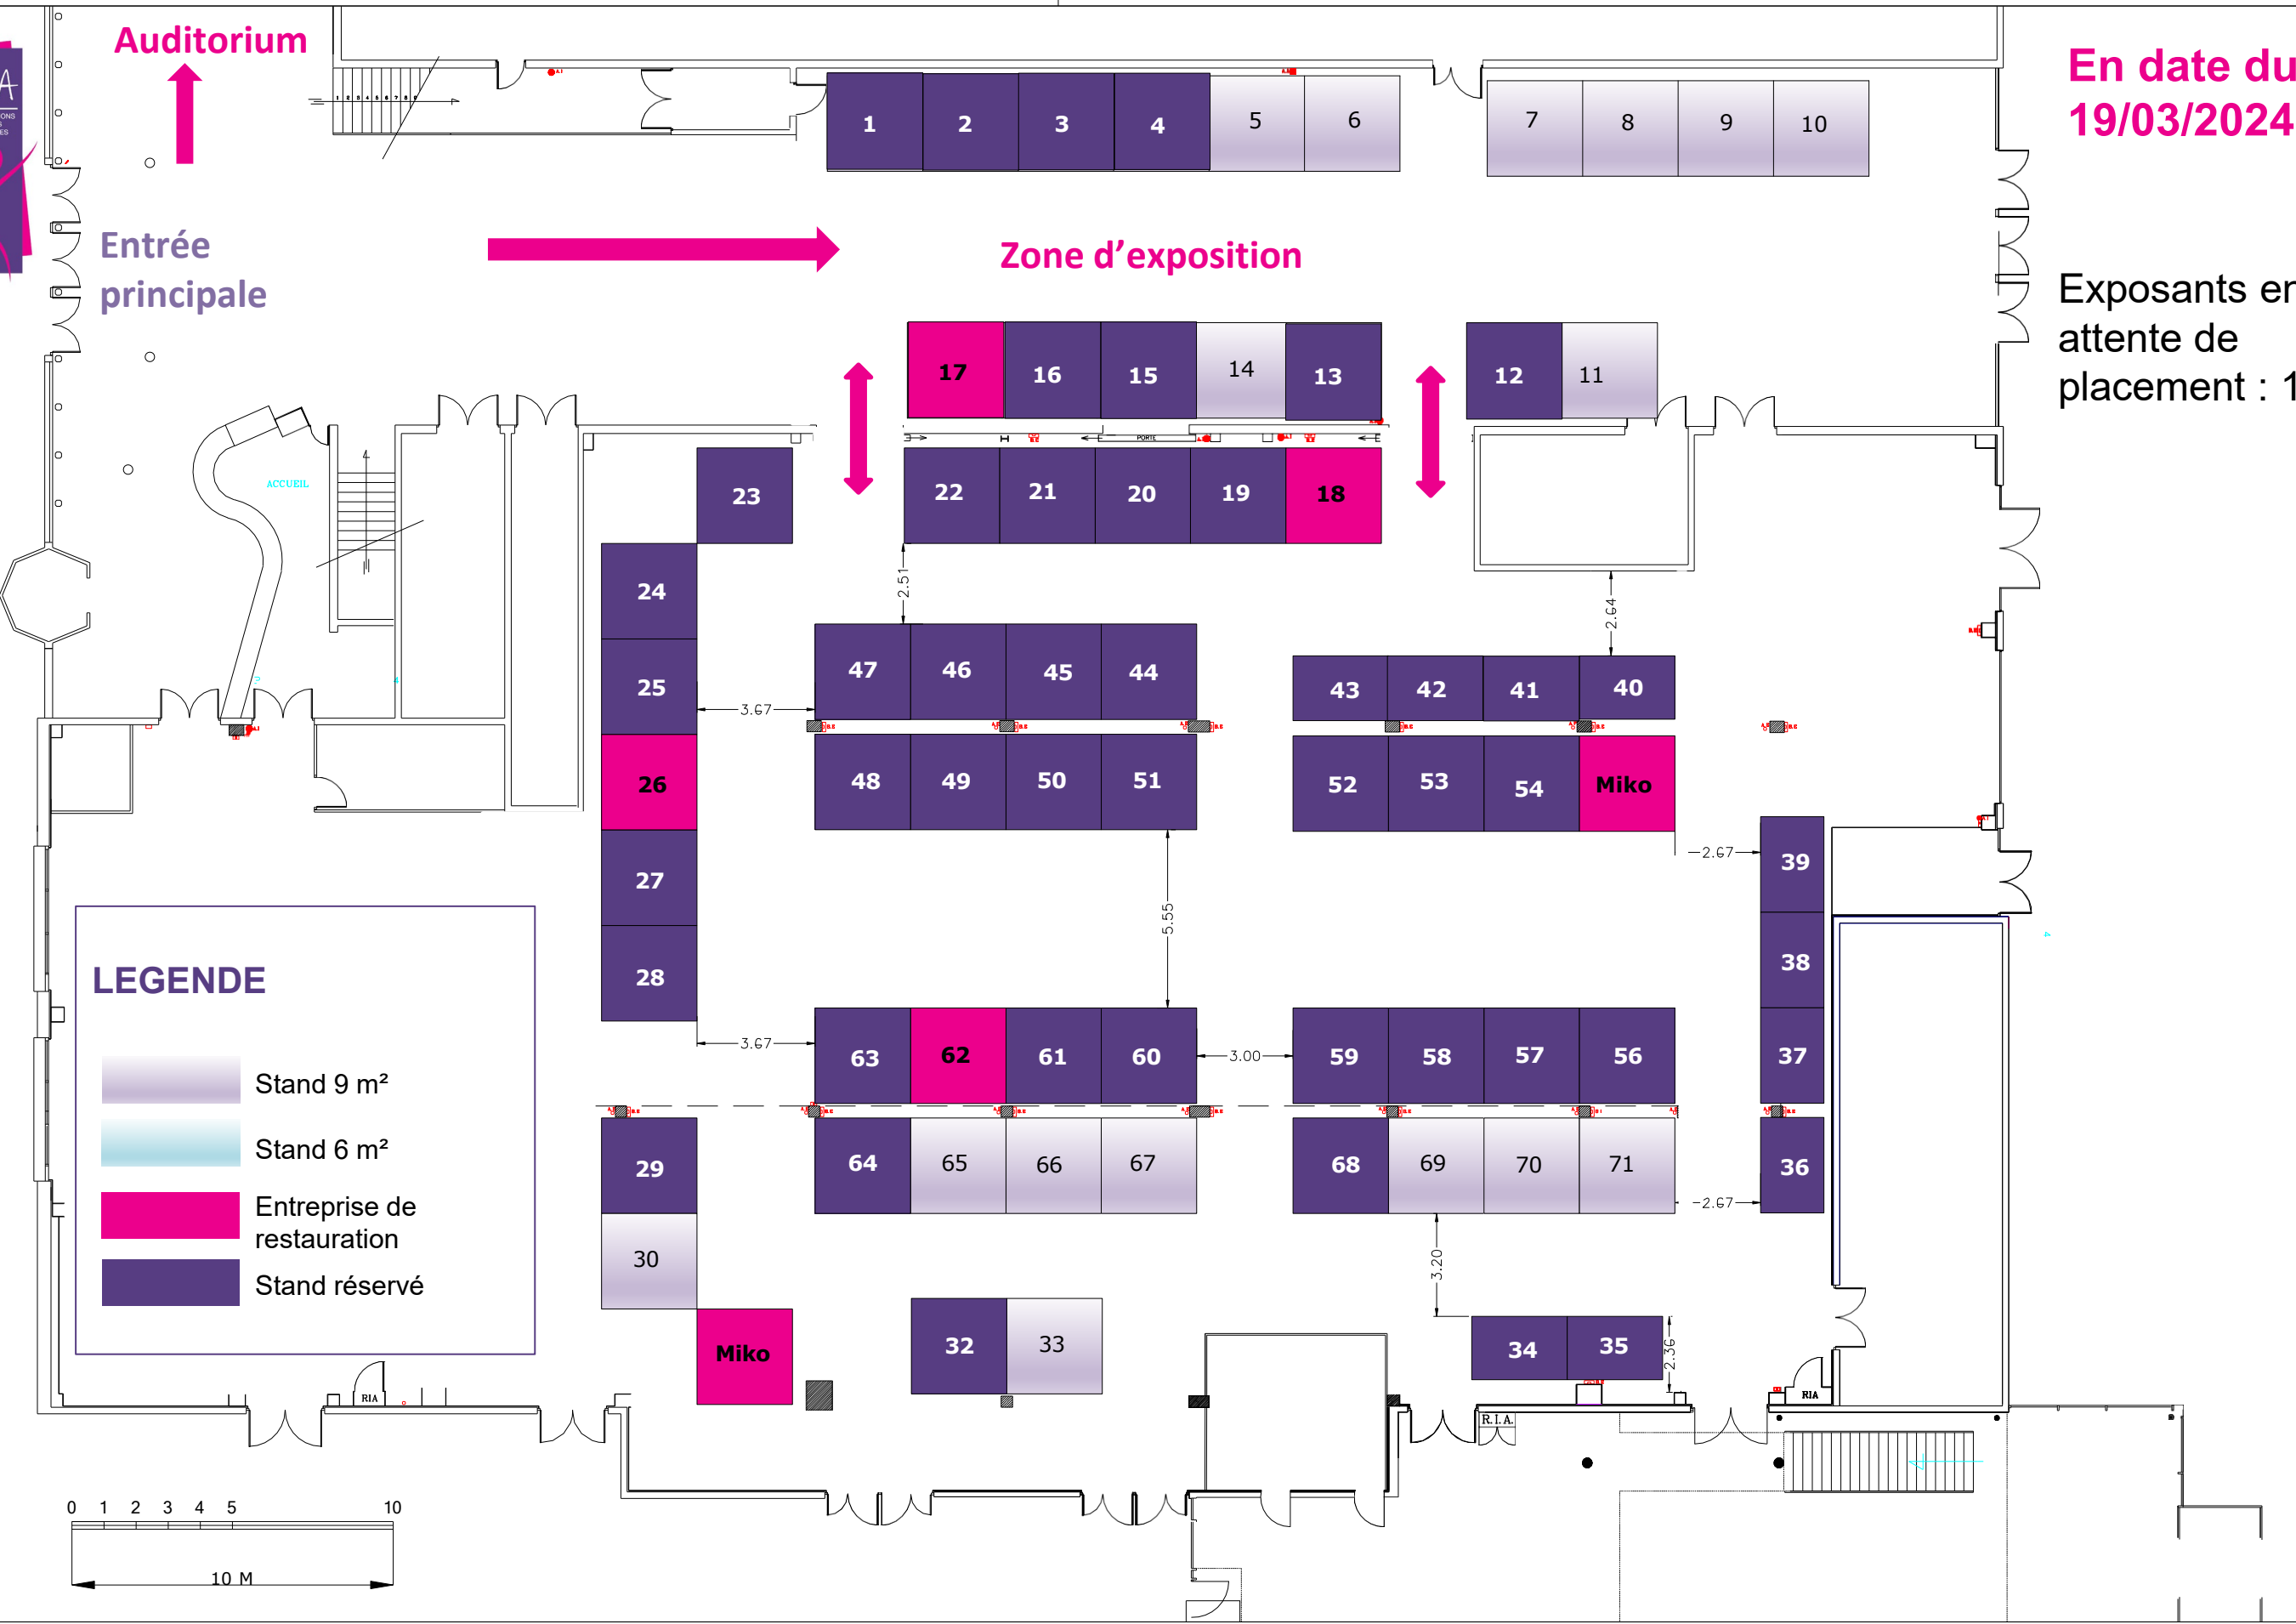 Auditorium
En date du
19/03/2024
A
ONS
ES
1 2 3 4 5 6 7 8 9 10
Entrée
principale
Zone d’exposition
Exposants en
attente de
placement : 1
17 16 15 14 13 12 11
PORTE
ACCUEIL
23 22 21 20 19 18
24
2.51
2.64
25
47 46 45 44
43 42 41 40
3.67
26
48 49 50 51
52 53 54 Miko
27
2.67
39
28
5.55
38
LEGENDE
Stand 9 m²
Stand 6 m²
Entreprise de
restauration
Stand réservé
3.67
63 62 61 60
3.00
59 58 57 56
37
29
64 65 66 67
68 69 70 71
36
2.67
30
3.20
Miko
32 33
34 35
2.36
RIA
RIA
R.I.A.
0 1 2 3 4 5 10
10 M